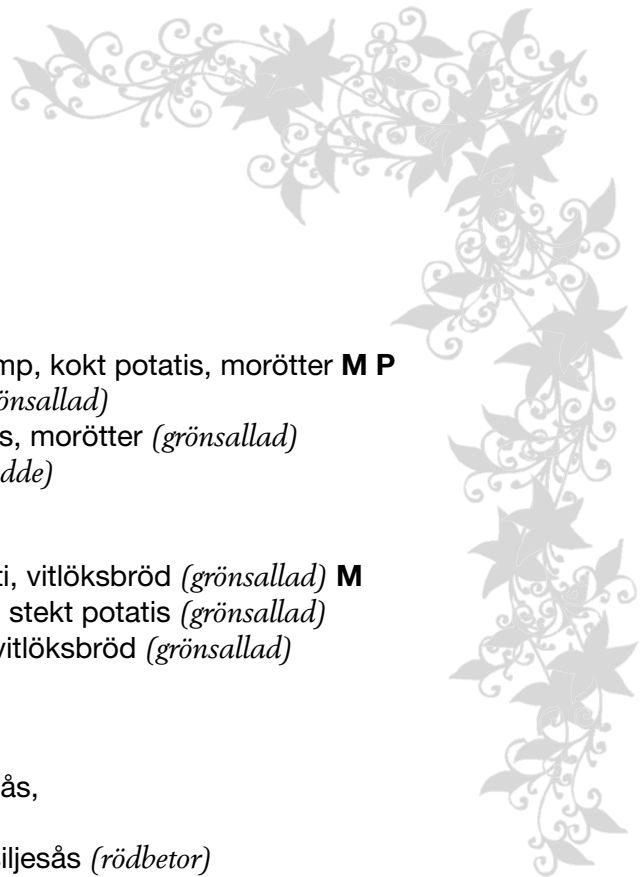 mp, kokt potatis, morötter M P
önsallad)
s, morötter (grönsallad)
dde)
ti, vitlöksbröd (grönsallad) M
stekt potatis (grönsallad)
vitlöksbröd (grönsallad)
ås,
iljesås (rödbetor)